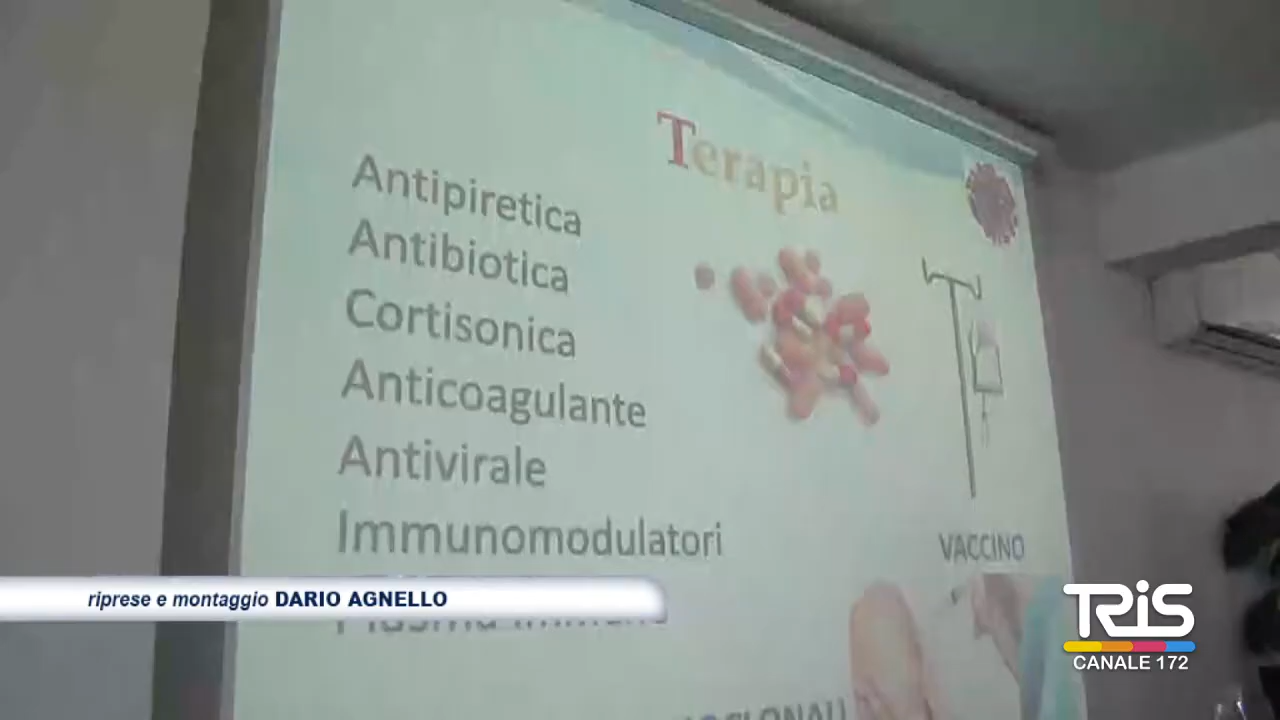 Terapia
Antipiretica
Antibiotica
Cortisonica
Anticoagulante
Antivirale
Immunomodulatori
VACCINO
riprese e montaggio DARIO AGNELLO
TRIS
CANALE 172